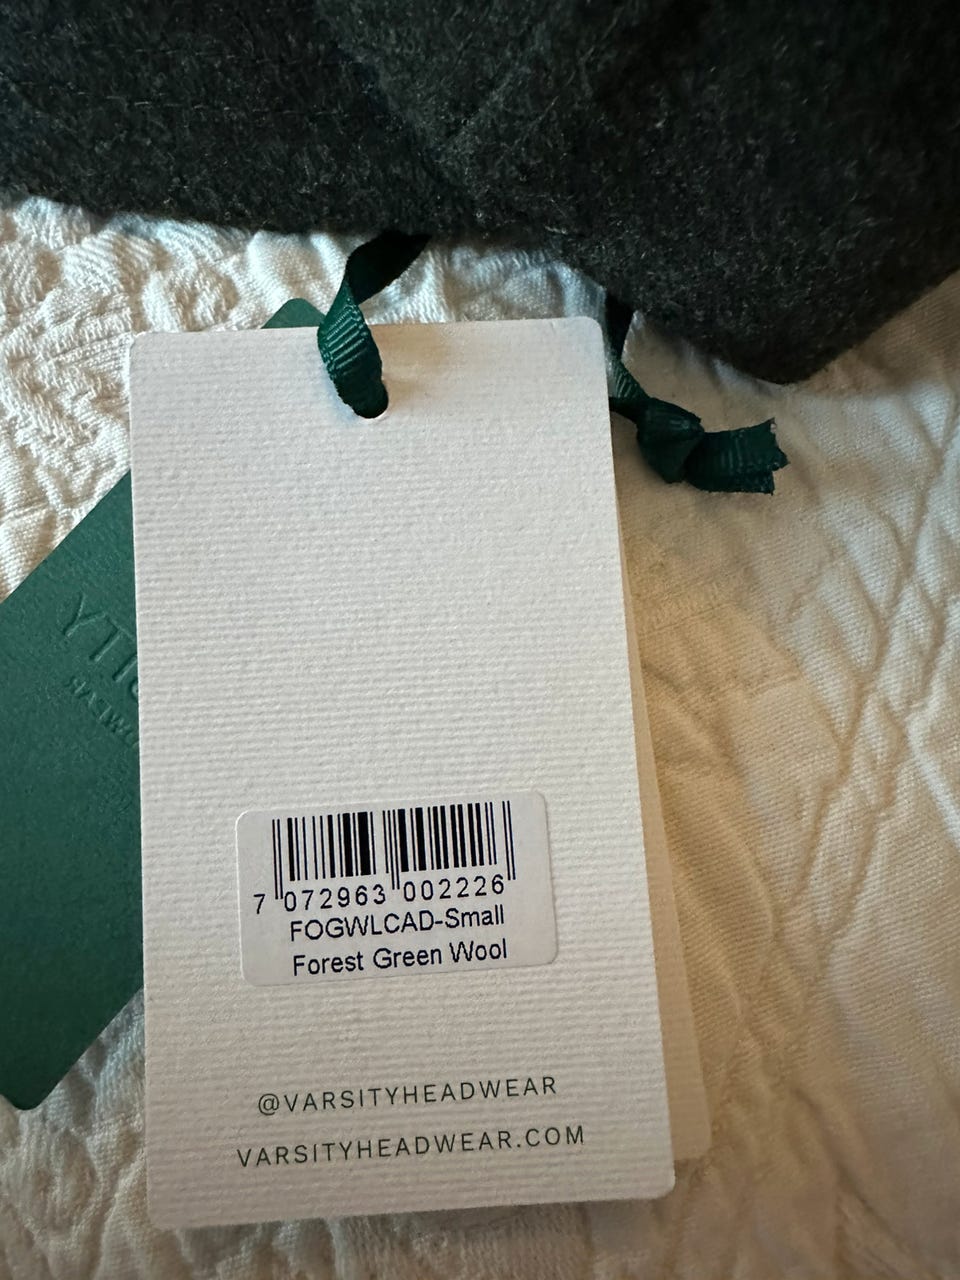 7 072963 002226
FOGWLCAD-Small
Forest Green Wool
@VARSITYHEADWEAR
VARSITYHEADWEAR.COM